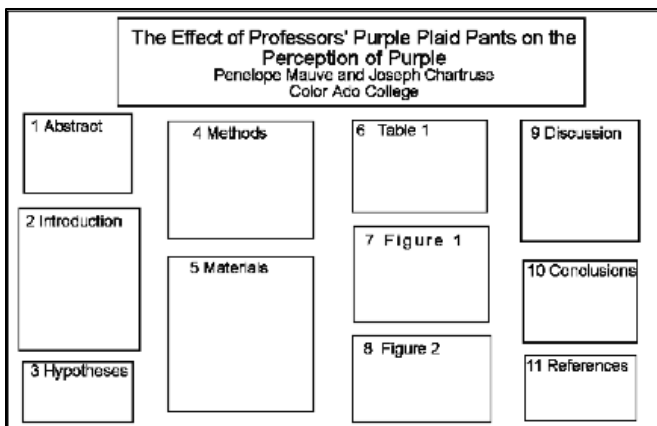 The Effect of Professors' Purple Plaid Pants on the
Perception of Purple
Penelope Mauve and Joseph Chartruse
Color Ado College
1 Abstract
2 Introduction
3 Hypotheses
4 Methods
5 Materials
6 Table 1
7 Figure 1
8 Figure 2
9 Discussion
10 Conclusions
11 References